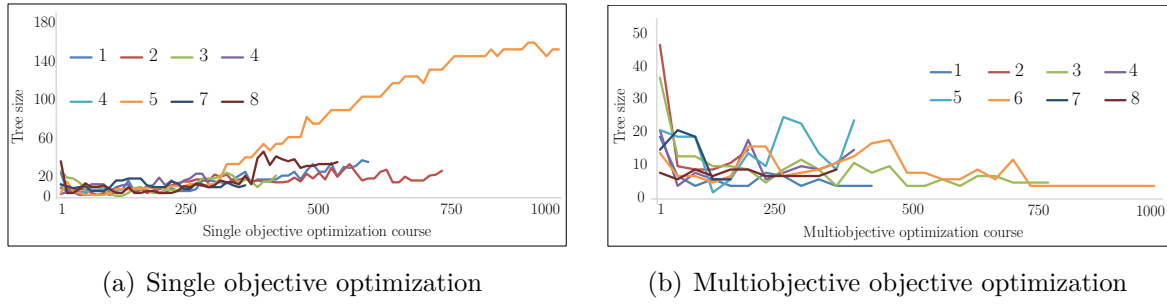 180
140
100
60
20
0
Tree size
1 2 3 4
4 5 7 8
1 250 500 750 1000
Single objective optimization course
(a) Single objective optimization
50
40
30
20
10
0
Tree size
1 2 3 4
5 6 7 8
1 250 500 750 1000
Multiobjective optimization course
(b) Multiobjective objective optimization